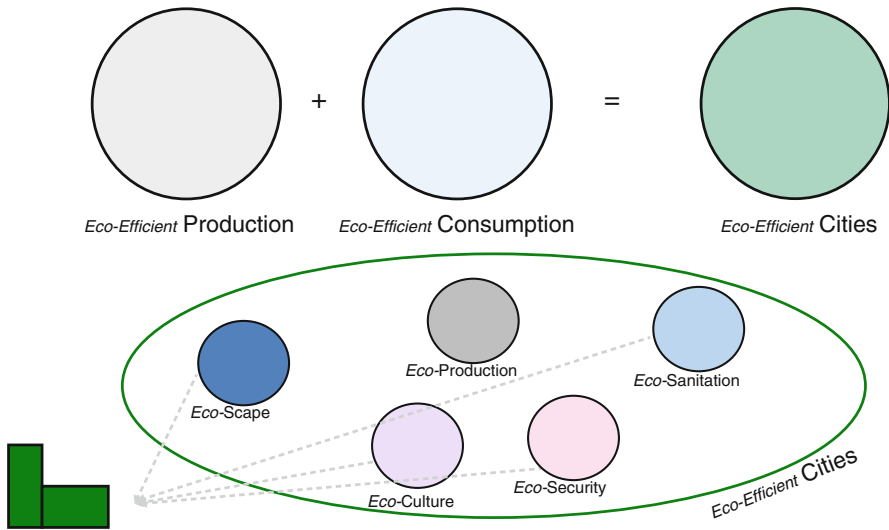 +
=
Eco-Efficient Production
Eco-Efficient Consumption
Eco-Efficient Cities
Eco-Production
Eco-Sanitation
Eco-Scape
Eco-Culture
Eco-Security
Eco-Efficient Cities